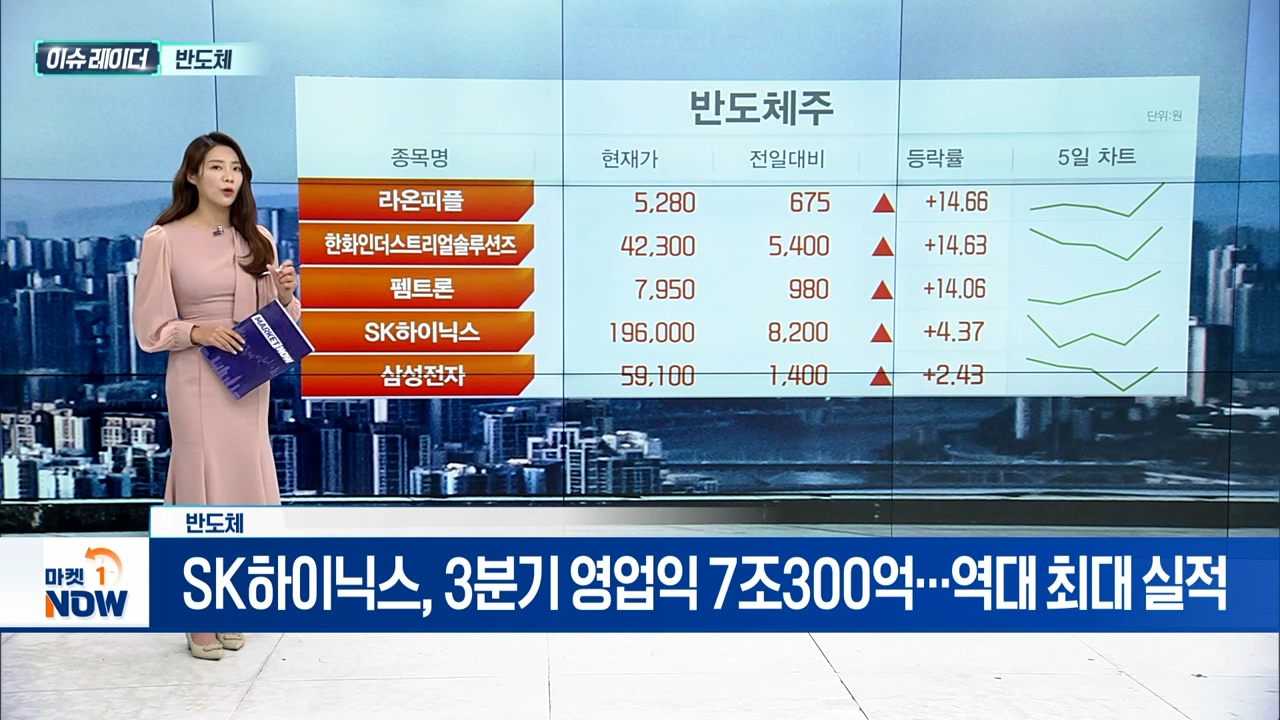 이슈 레이더 반도체
반도체주
단위:원
종목명 현재가 전일대비 등락률 5일 차트
라온피플 5,280 675 ▲ +14.66
한화인더스트리얼솔루션즈 42,300 5,400 ▲ +14.63
펨트론 7,950 980 ▲ +14.06
SK하이닉스 196,000 8,200 ▲ +4.37
삼성전자 59,100 1,400 ▲ +2.43
MARKET NOW
반도체
마켓 1
NOW
SK하이닉스, 3분기 영업익 7조300억…역대 최대 실적